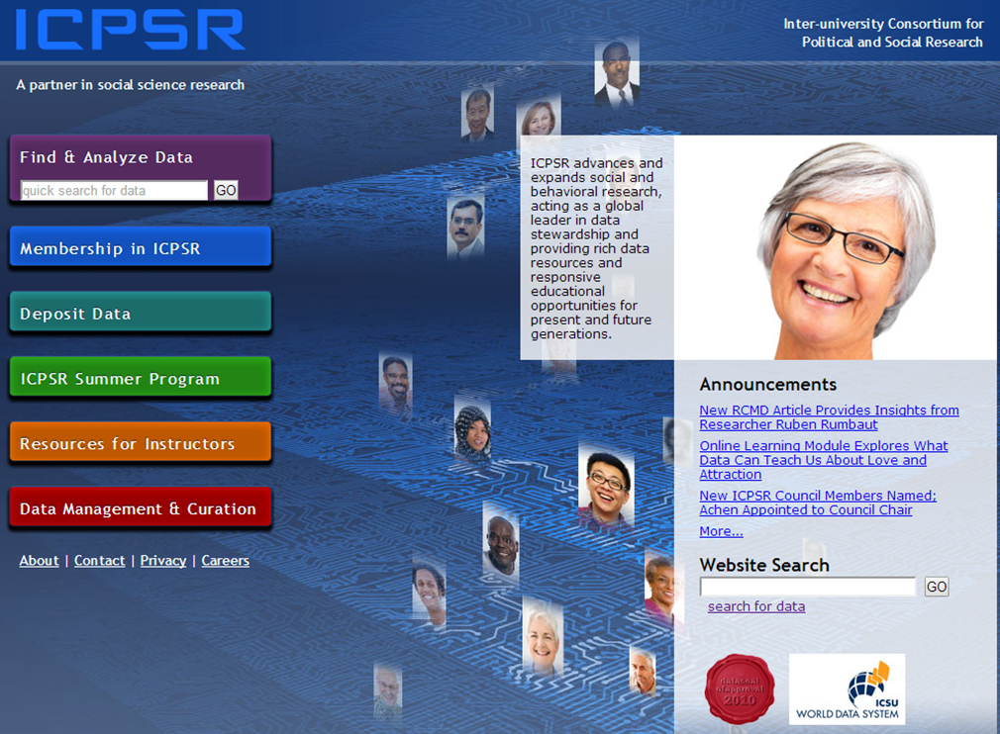 ICPSR
Inter-university Consortium for
Political and Social Research
A partner in social science research
Find & Analyze Data
quick search for data
GO
Membership in ICPSR
Deposit Data
ICPSR Summer Program
Resources for Instructors
Data Management & Curation
About | Contact | Privacy | Careers
ICPSR advances and
expands social and
behavioral research,
acting as a global
leader in data
stewardship and
providing rich data
resources and
responsive
educational
opportunities for
present and future
generations.
Announcements
New RCMD Article Provides Insights from
Researcher Ruben Rumbaut
Online Learning Module Explores What
Data Can Teach Us About Love and
Attraction
New ICPSR Council Members Named;
Achen Appointed to Council Chair
More...
Website Search
GO
search for data
data seal
of approval
2010
ICSU
WORLD DATA SYSTEM